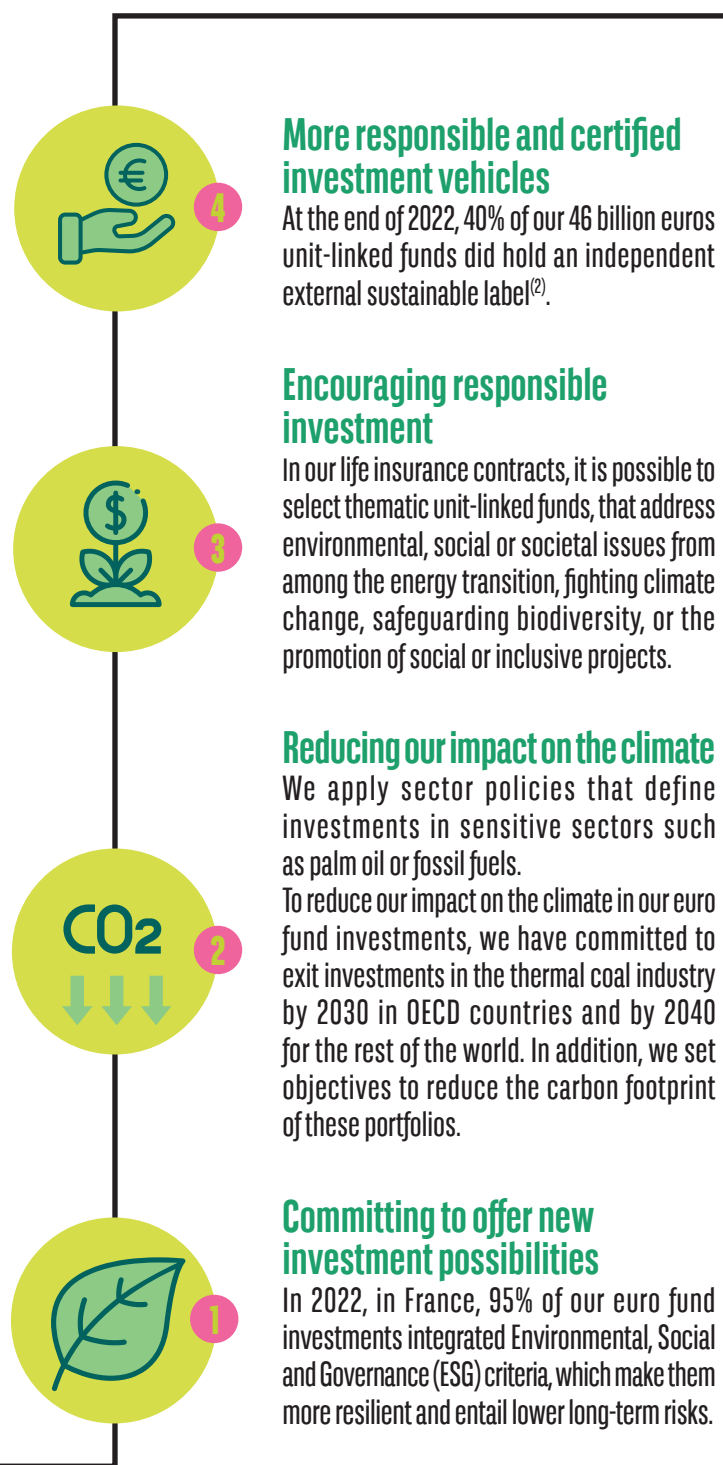 4
More responsible and certified
investment vehicles
At the end of 2022, 40% of our 46 billion euros
unit-linked funds did hold an independent
external sustainable label(2).
3
Encouraging responsible
investment
In our life insurance contracts, it is possible to
select thematic unit-linked funds, that address
environmental, social or societal issues from
among the energy transition, fighting climate
change, safeguarding biodiversity, or the
promotion of social or inclusive projects.
CO2
2
Reducing our impact on the climate
We apply sector policies that define
investments in sensitive sectors such
as palm oil or fossil fuels.
To reduce our impact on the climate in our euro
fund investments, we have committed to
exit investments in the thermal coal industry
by 2030 in OECD countries and by 2040
for the rest of the world. In addition, we set
objectives to reduce the carbon footprint
of these portfolios.
1
Committing to offer new
investment possibilities
In 2022, in France, 95% of our euro fund
investments integrated Environmental, Social
and Governance (ESG) criteria, which make them
more resilient and entail lower long-term risks.